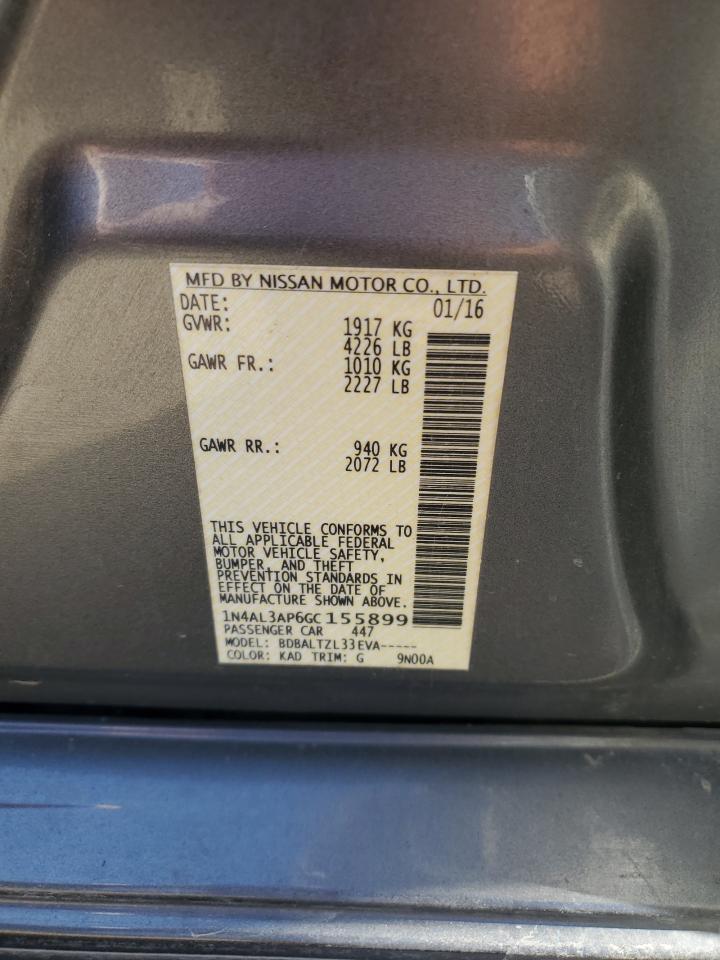 MFD BY NISSAN MOTOR CO., LTD.
DATE: 01/16
GVWR: 1917 KG
4226 LB
GAWR FR.: 1010 KG
2227 LB
GAWR RR.: 940 KG
2072 LB
THIS VEHICLE CONFORMS TO
ALL APPLICABLE FEDERAL
MOTOR VEHICLE SAFETY,
BUMPER, AND THEFT
PREVENTION STANDARDS IN
EFFECT ON THE DATE OF
MANUFACTURE SHOWN ABOVE.
1N4AL3AP6GC155899
PASSENGER CAR 447
MODEL: BDBALTZL33EVA-----
COLOR: KAD TRIM: G 9N00A